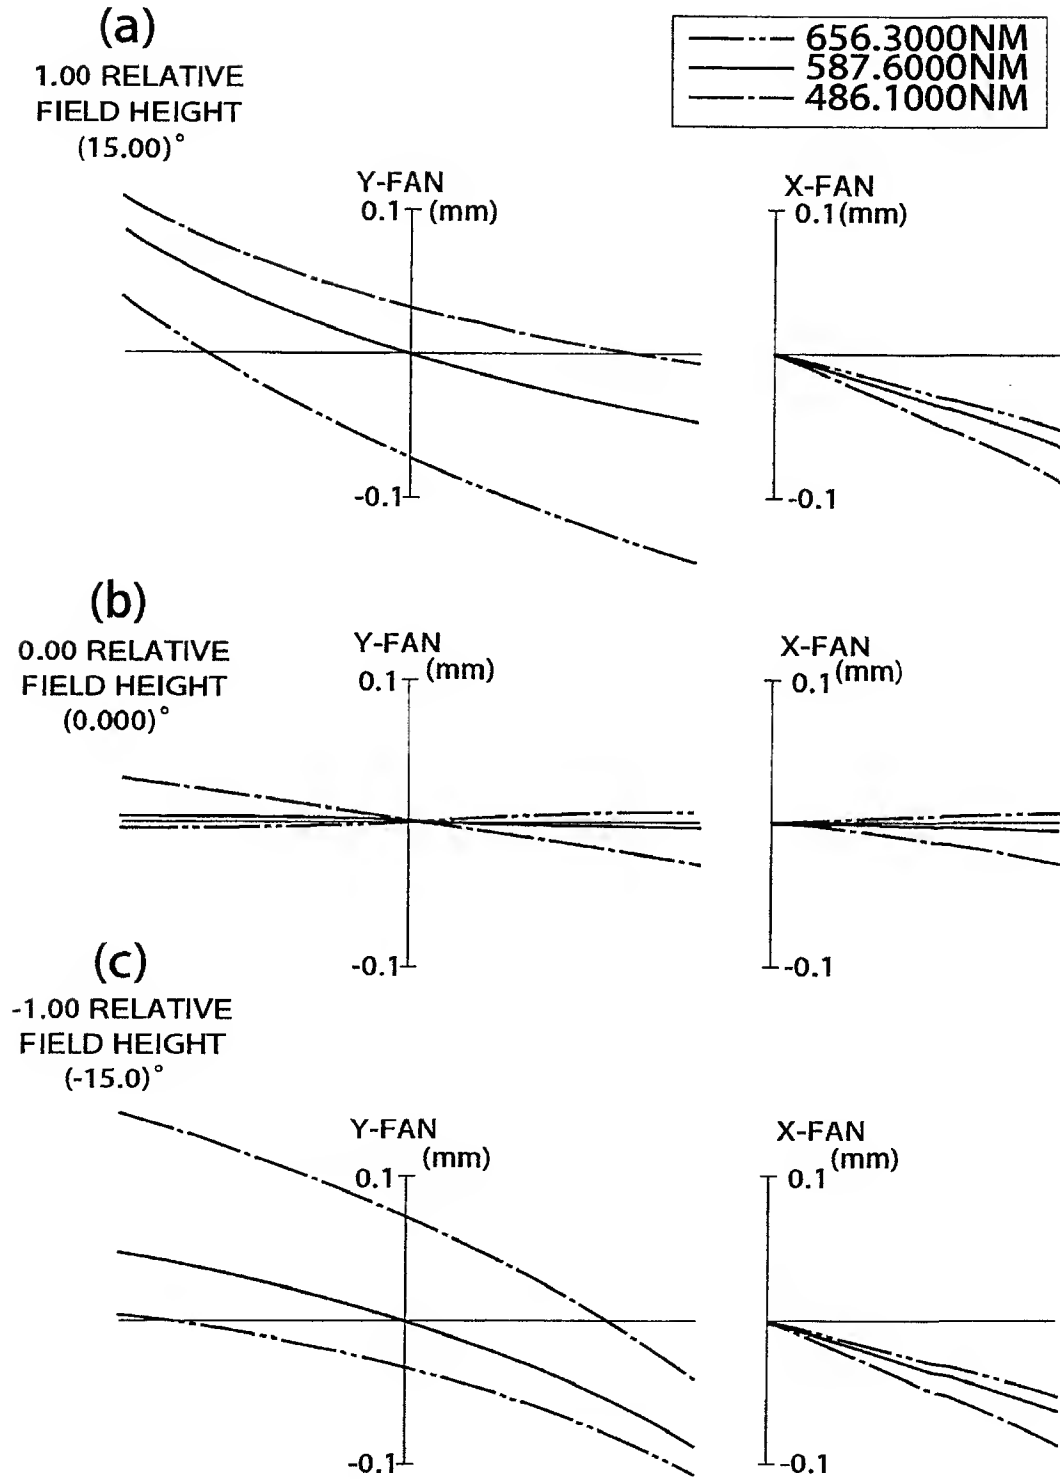 (a)
1.00 RELATIVE
FIELD HEIGHT
(15.00)°
656.3000NM
587.6000NM
486.1000NM
Y-FAN
0.1 (mm)
-0.1
X-FAN
0.1(mm)
-0.1
(b)
0.00 RELATIVE
FIELD HEIGHT
(0.000)°
Y-FAN
0.1 (mm)
-0.1
X-FAN
0.1 (mm)
-0.1
(c)
-1.00 RELATIVE
FIELD HEIGHT
(-15.0)°
Y-FAN
(mm)
0.1
-0.1
X-FAN
(mm)
0.1
-0.1